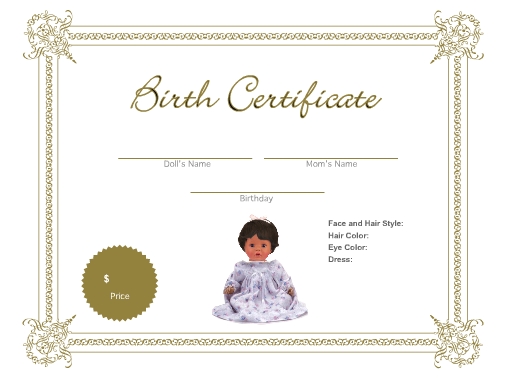 Birth Certificate
Doll's Name
Mom's Name
Birthday
Face and Hair Style:
Hair Color:
Eye Color:
Dress:
$
Price